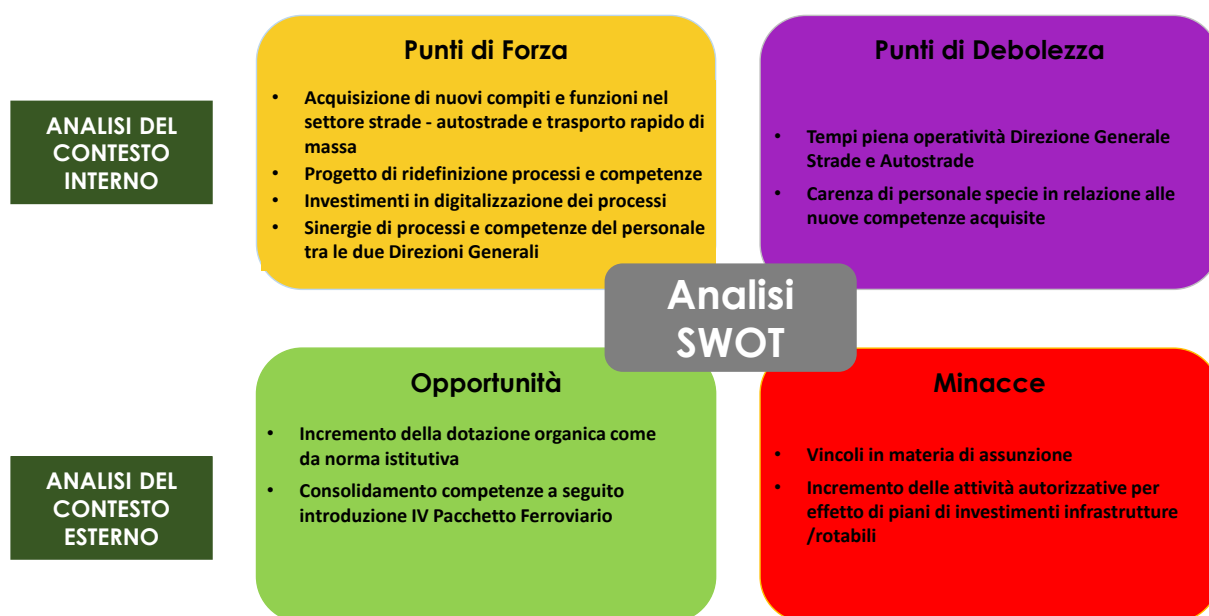 ANALISI DEL
CONTESTO
INTERNO
Punti di Forza
• Acquisizione di nuovi compiti e funzioni nel
settore strade - autostrade e trasporto rapido di
massa
• Progetto di ridefinizione processi e competenze
• Investimenti in digitalizzazione dei processi
• Sinergie di processi e competenze del personale
tra le due Direzioni Generali
Punti di Debolezza
• Tempi piena operatività Direzione Generale
Strade e Autostrade
• Carenza di personale specie in relazione alle
nuove competenze acquisite
Analisi
SWOT
ANALISI DEL
CONTESTO
ESTERNO
Opportunità
• Incremento della dotazione organica come
da norma istitutiva
• Consolidamento competenze a seguito
introduzione IV Pacchetto Ferroviario
Minacce
• Vincoli in materia di assunzione
• Incremento delle attività autorizzative per
effetto di piani di investimenti infrastrutture
/rotabili